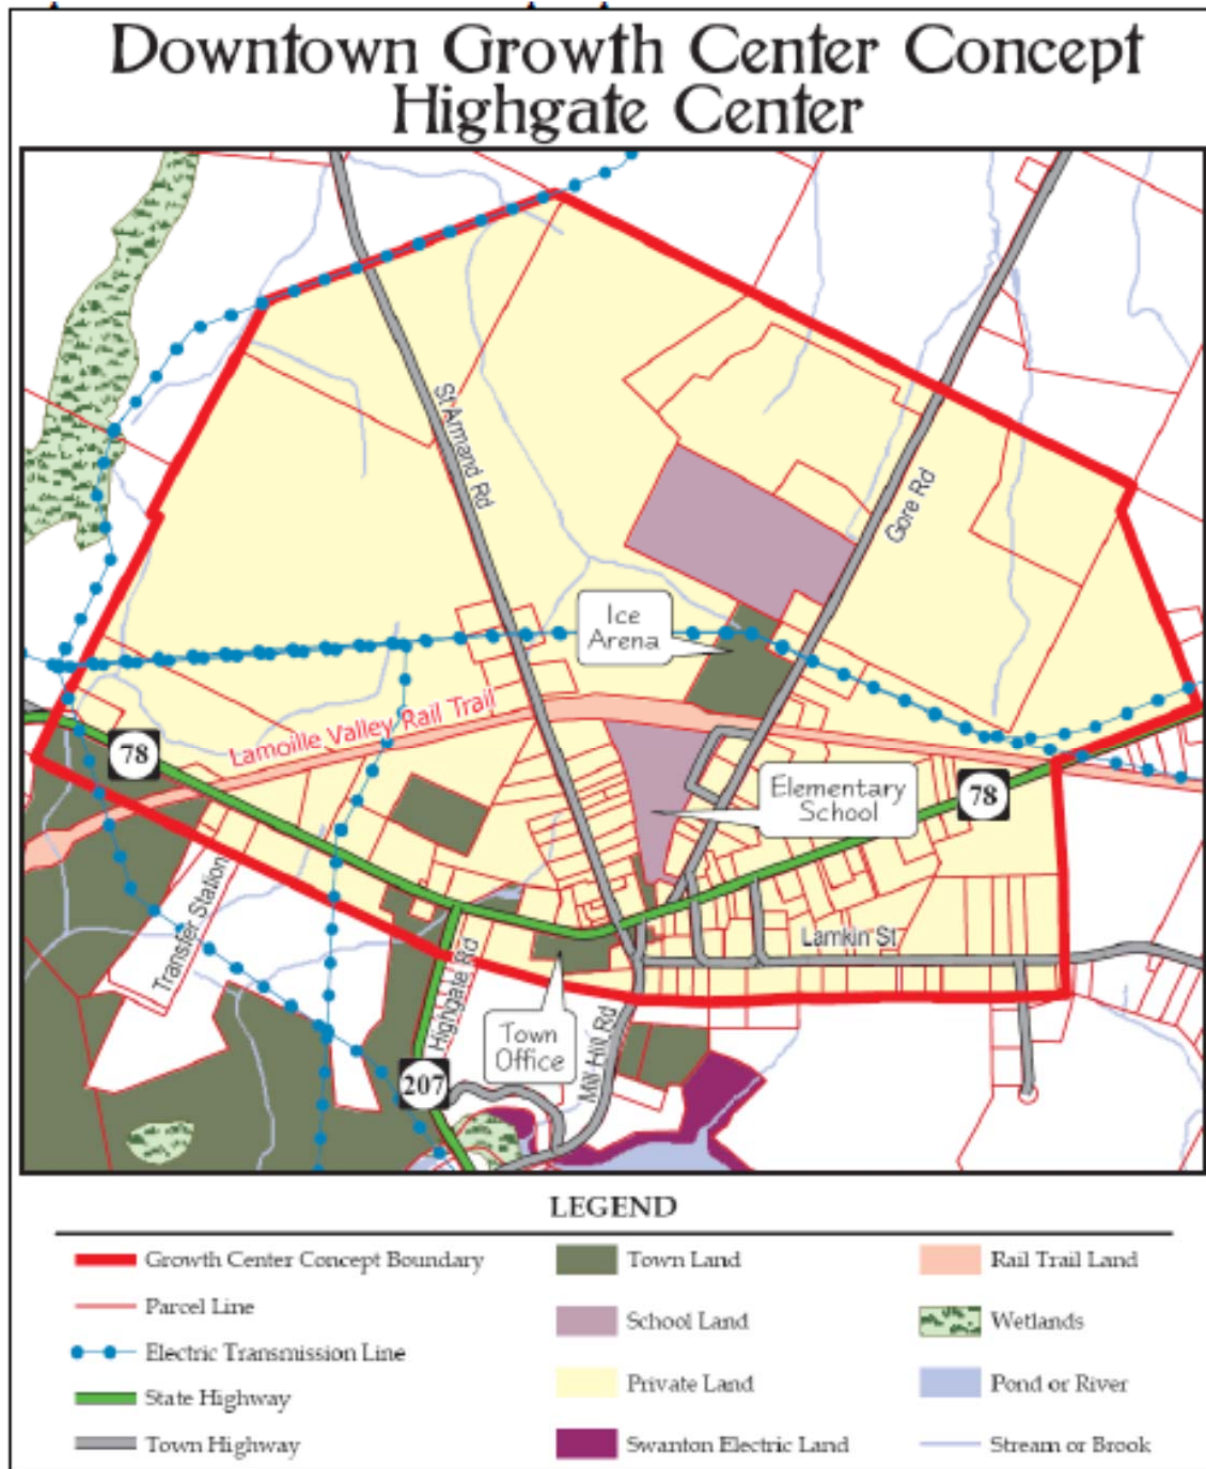 Downtown Growth Center Concept
Highgate Center
St Armand Rd
Gore Rd
Ice
Arena
Lamoille Valley Rail Trail
78
Elementary
School
78
Transfer Station
Lamkin St
Highgate Rd
Town
Office
Mill Hill Rd
207
LEGEND
Growth Center Concept Boundary
Parcel Line
Electric Transmission Line
State Highway
Town Highway
Town Land
School Land
Private Land
Swanton Electric Land
Rail Trail Land
Wetlands
Pond or River
Stream or Brook